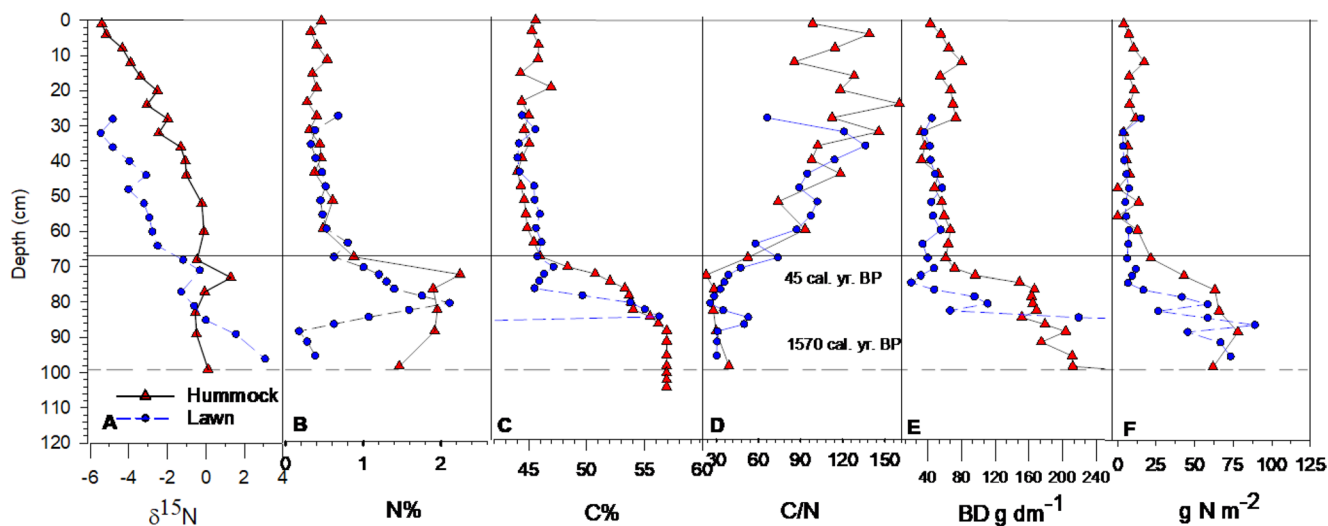 0
10
20
30
40
50
60
70
80
90
100
110
120
Depth (cm)
45 cal. yr. BP
1570 cal. yr. BP
Hummock
Lawn
A
B
C
D
E
F
-6 -4 -2 0 2 4
0 1 2
45 50 55 60
30 60 90 120 150
40 80 120 160 200 240
0 25 50 75 100 125
δ15N
N%
C%
C/N
BD g dm−1
g N m−2